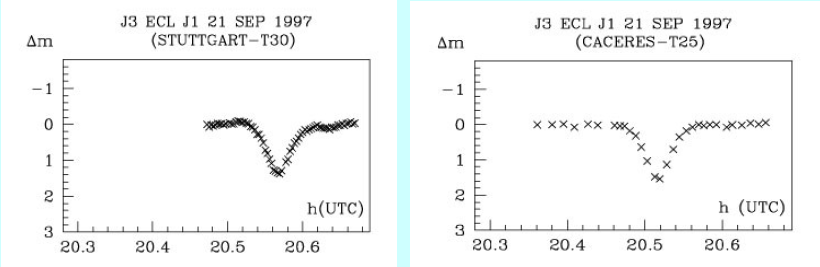 J3 ECL J1 21 SEP 1997
(STUTTGART−T30)
Δm
−1
0
1
2
3
h(UTC)
20.3 20.4 20.5 20.6
J3 ECL J1 21 SEP 1997
(CACERES−T25)
Δm
−1
0
1
2
3
h (UTC)
20.3 20.4 20.5 20.6